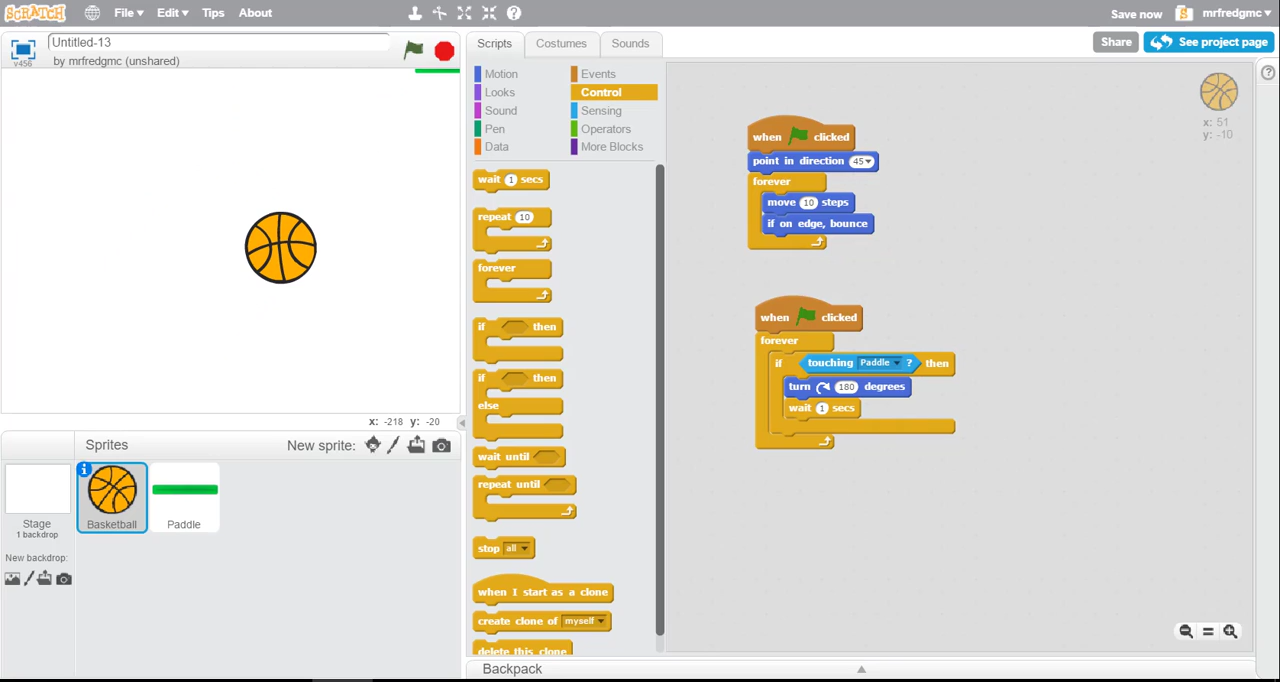 SCRATCH File Edit Tips About Save now mrfredgmc
Untitled-13
by mrfredgmc (unshared)
v456
Scripts Costumes Sounds
Share See project page
Motion Events
Looks Control
Sound Sensing
Pen Operators
Data More Blocks
wait 1 secs
repeat 10
forever
if then
if then
else
wait until
repeat until
stop all
when I start as a clone
create clone of myself
delete this clone
when clicked
point in direction 45
forever
move 10 steps
if on edge, bounce
when clicked
forever
if touching Paddle ? then
turn 180 degrees
wait 1 secs
x: 51
y: -10
x: -218 y: -20
Sprites New sprite:
Stage
1 backdrop
New backdrop:
Basketball
Paddle
Backpack